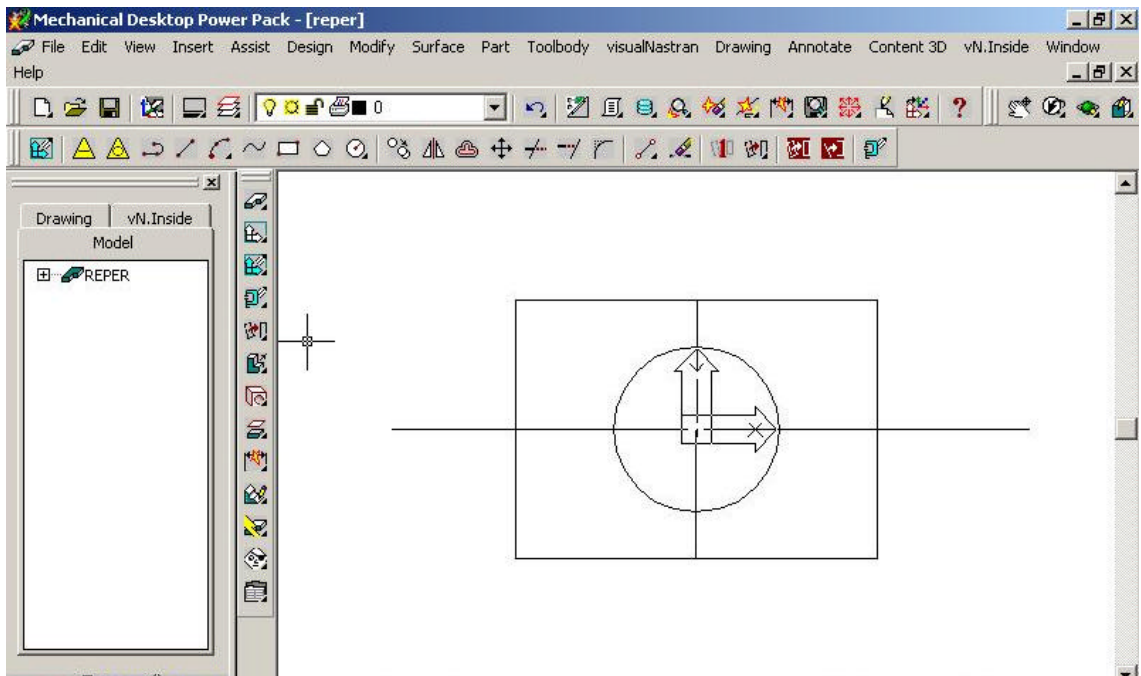 Mechanical Desktop Power Pack - [reper]
File Edit View Insert Assist Design Modify Surface Part Toolbody visualNastran Drawing Annotate Content 3D vN.Inside Window
Help
0
Drawing vN.Inside
Model
REPER
X